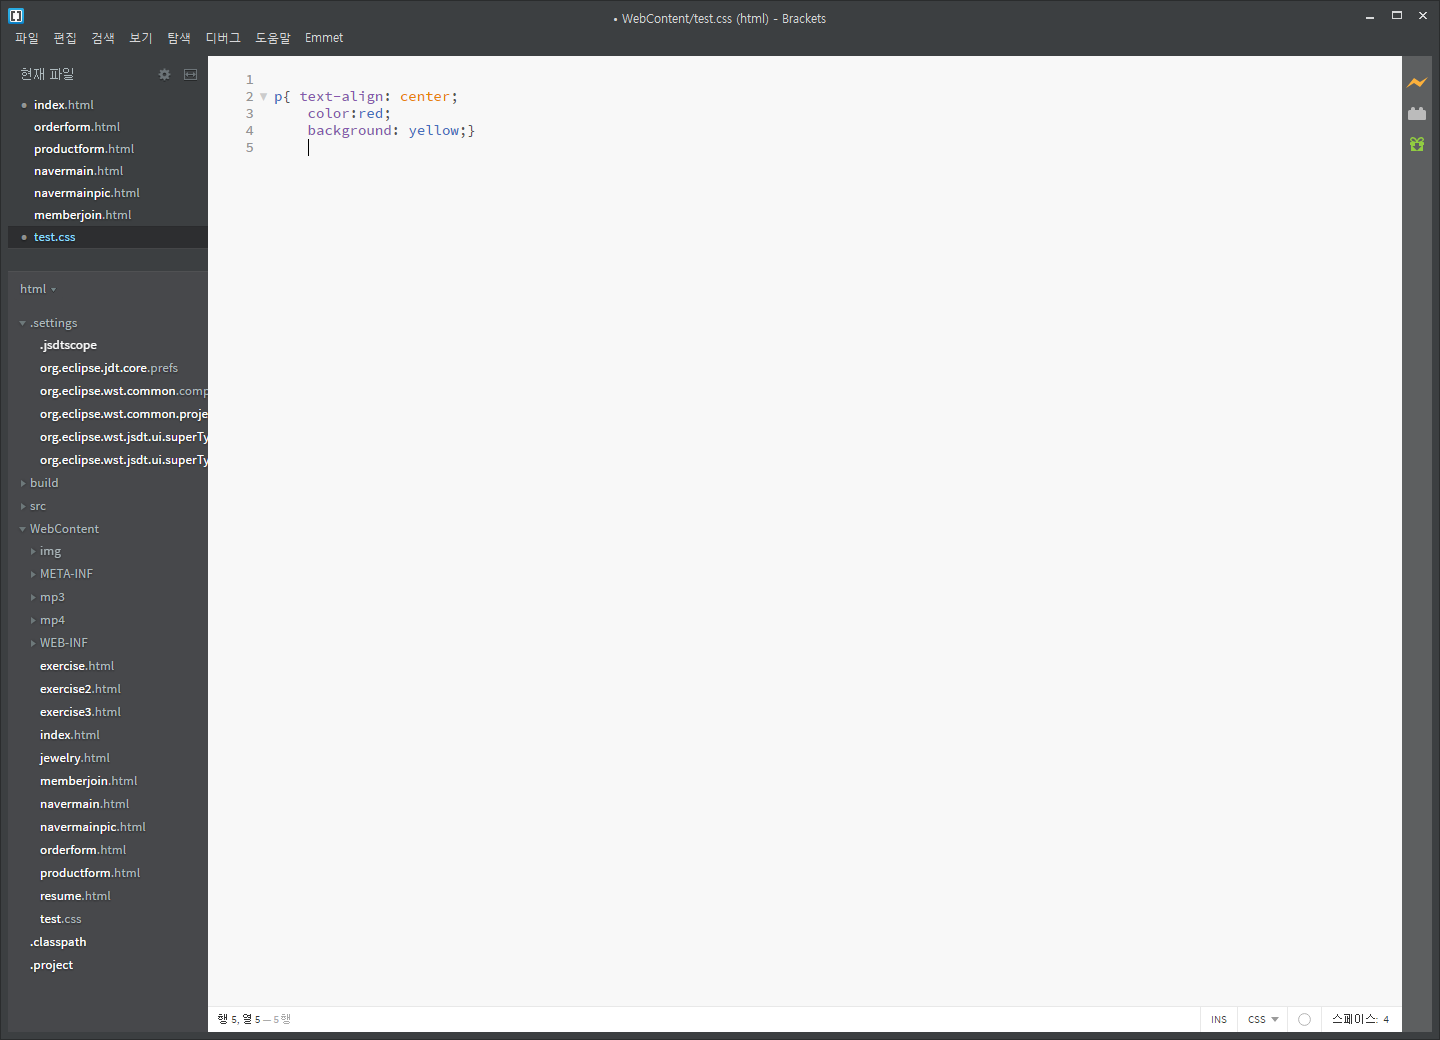 • WebContent/test.css (html) - Brackets
파일 편집 검색 보기 탐색 디버그 도움말 Emmet
현재 파일
index.html
orderform.html
productform.html
navermain.html
navermainpic.html
memberjoin.html
test.css
html
.settings
.jsdtscope
org.eclipse.jdt.core.prefs
org.eclipse.wst.common.comp
org.eclipse.wst.common.proje
org.eclipse.wst.jsdt.ui.superTy
org.eclipse.wst.jsdt.ui.superTy
build
src
WebContent
img
META-INF
mp3
mp4
WEB-INF
exercise.html
exercise2.html
exercise3.html
index.html
jewelry.html
memberjoin.html
navermain.html
navermainpic.html
orderform.html
productform.html
resume.html
test.css
.classpath
.project
1
2 p{ text-align: center;
3 color:red;
4 background: yellow;}
5
행 5, 열 5 — 5 행
INS CSS 스페이스: 4